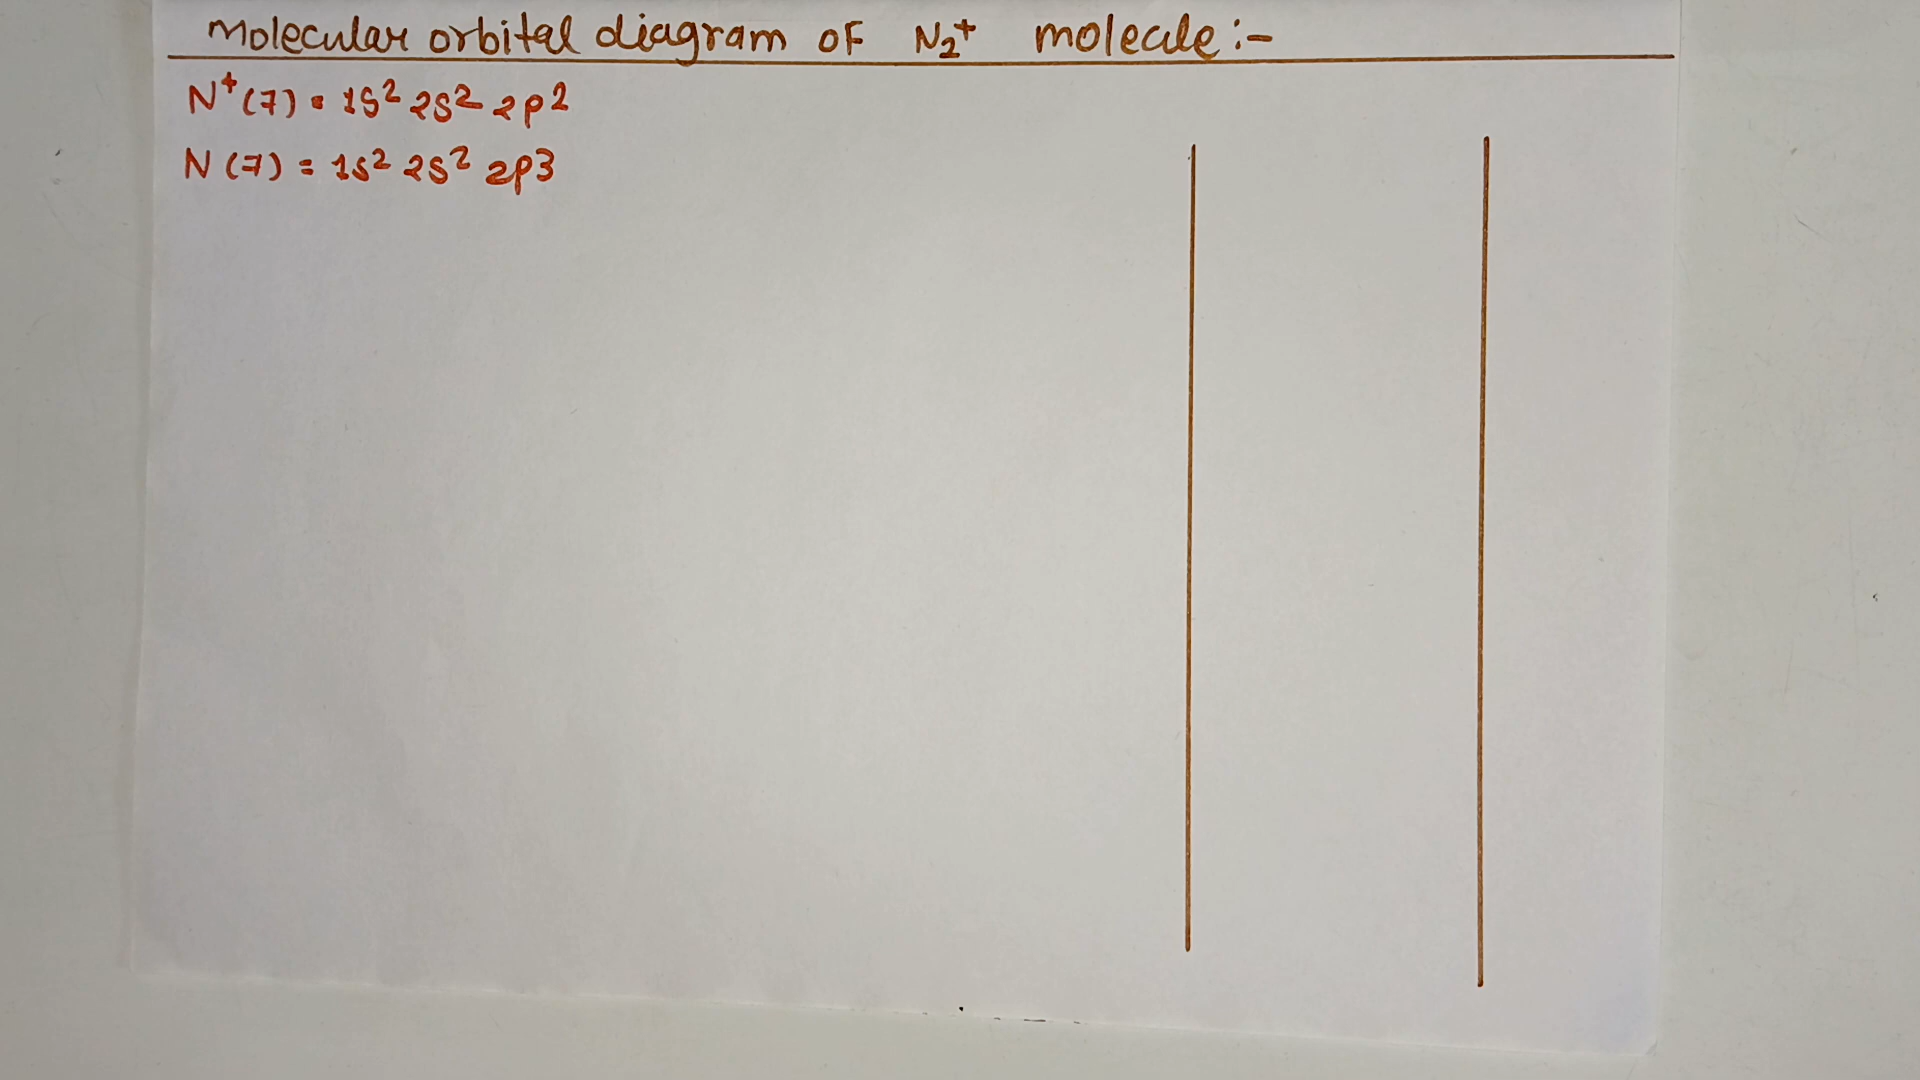 Molecular orbital diagram of N₂⁺ molecule :-
N⁺(7) = 1s² 2s² 2p²
N(7) = 1s² 2s² 2p3